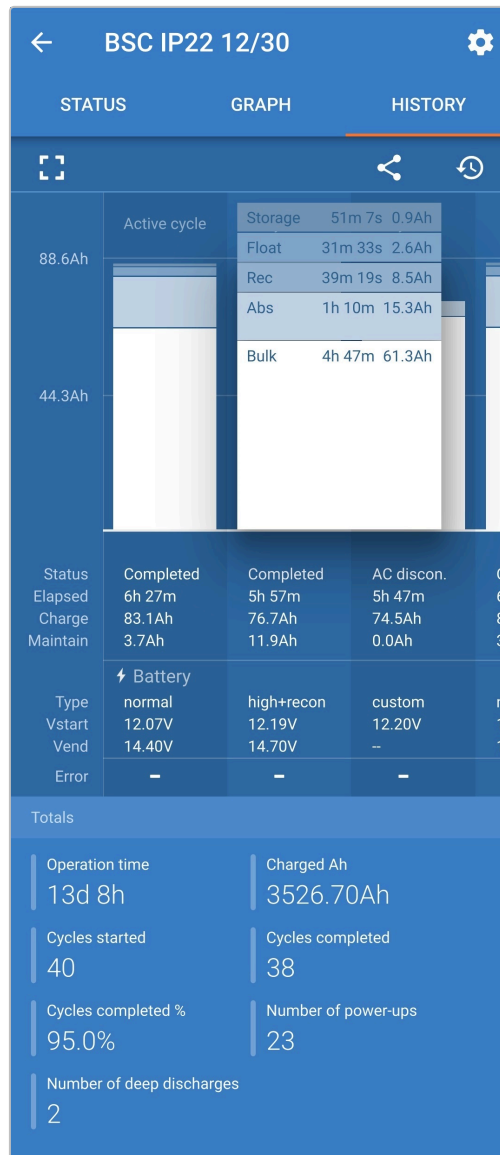 BSC IP22 12/30
STATUS GRAPH HISTORY
Active cycle
88.6Ah
44.3Ah
Storage 51m 7s 0.9Ah
Float 31m 33s 2.6Ah
Rec 39m 19s 8.5Ah
Abs 1h 10m 15.3Ah
Bulk 4h 47m 61.3Ah
Status Completed Completed AC discon.
Elapsed 6h 27m 5h 57m 5h 47m
Charge 83.1Ah 76.7Ah 74.5Ah
Maintain 3.7Ah 11.9Ah 0.0Ah
Battery
Type normal high+recon custom
Vstart 12.07V 12.19V 12.20V
Vend 14.40V 14.70V --
Error – – –
Totals
Operation time Charged Ah
13d 8h 3526.70Ah
Cycles started Cycles completed
40 38
Cycles completed % Number of power-ups
95.0% 23
Number of deep discharges
2